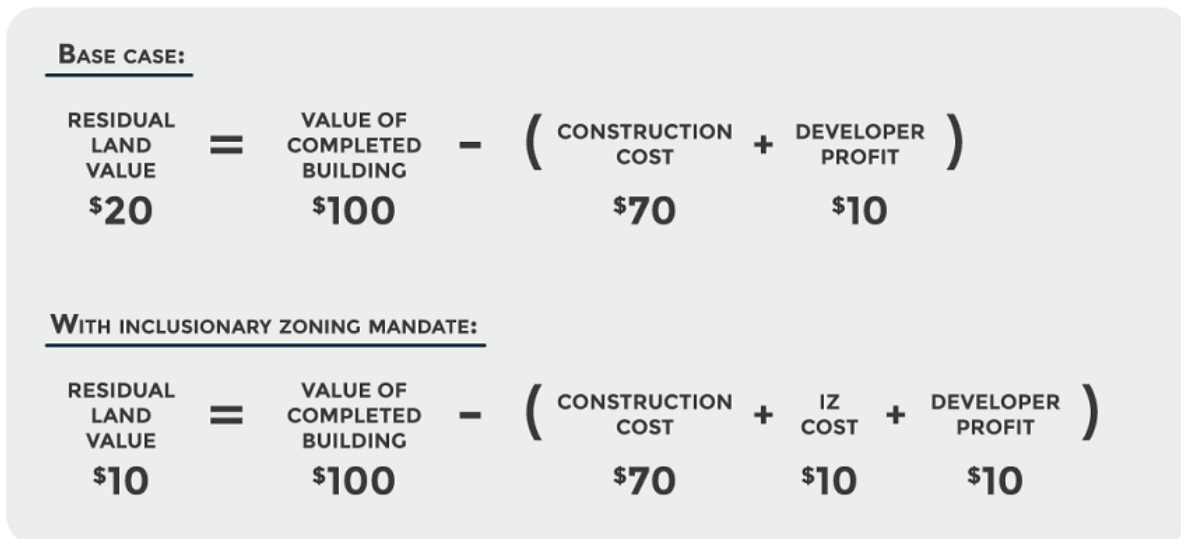 BASE CASE:
RESIDUAL LAND VALUE = VALUE OF COMPLETED BUILDING - ( CONSTRUCTION COST + DEVELOPER PROFIT )
$20 $100 $70 $10
WITH INCLUSIONARY ZONING MANDATE:
RESIDUAL LAND VALUE = VALUE OF COMPLETED BUILDING - ( CONSTRUCTION COST + IZ COST + DEVELOPER PROFIT )
$10 $100 $70 $10 $10